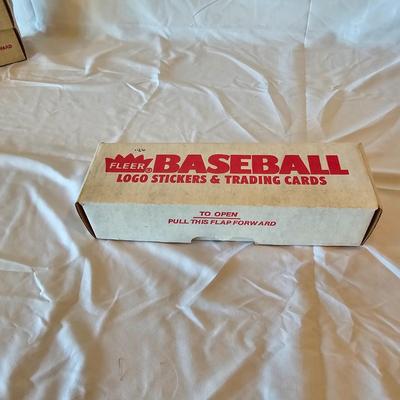 FLEER® BASEBALL
LOGO STICKERS & TRADING CARDS
TO OPEN
PULL THIS FLAP FORWARD